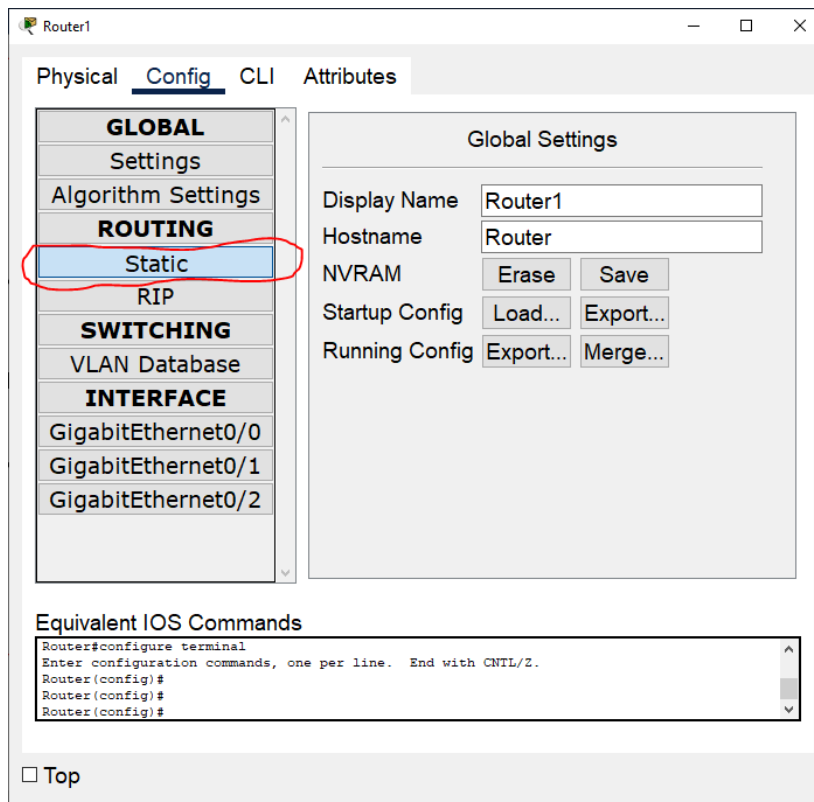 Router1
Physical Config CLI Attributes
GLOBAL
Settings
Algorithm Settings
ROUTING
Static
RIP
SWITCHING
VLAN Database
INTERFACE
GigabitEthernet0/0
GigabitEthernet0/1
GigabitEthernet0/2
Global Settings
Display Name Router1
Hostname Router
NVRAM Erase Save
Startup Config Load... Export...
Running Config Export... Merge...
Equivalent IOS Commands
Router#configure terminal
Enter configuration commands, one per line. End with CNTL/Z.
Router(config)#
Router(config)#
Router(config)#
Top